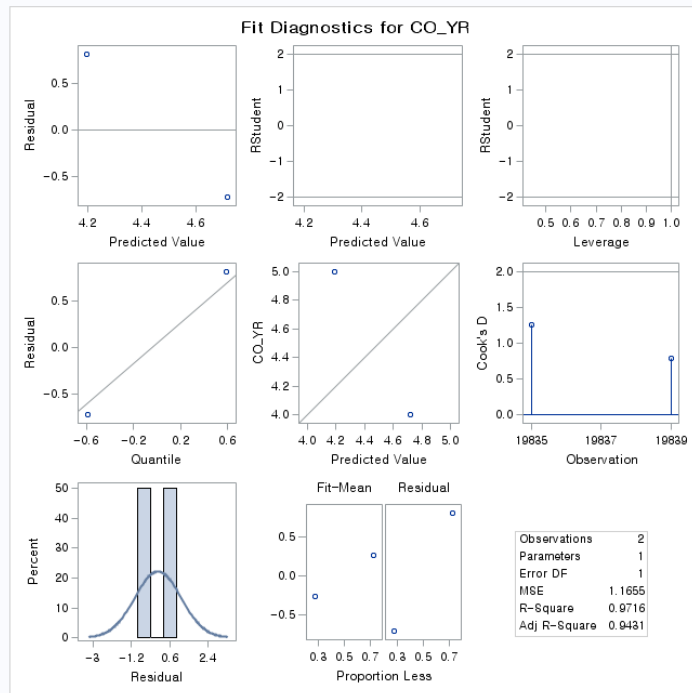 Fit Diagnostics for CO_YR
0.5
0.0
-0.5
Residual
4.2 4.4 4.6
Predicted Value
2
1
0
-1
-2
RStudent
4.2 4.4 4.6
Predicted Value
2
1
0
-1
-2
RStudent
0.5 0.6 0.7 0.8 0.9 1.0
Leverage
0.5
0.0
-0.5
Residual
-0.6 -0.2 0.2 0.6
Quantile
5.0
4.8
4.6
4.4
4.2
4.0
CO_YR
4.0 4.2 4.4 4.6 4.8 5.0
Predicted Value
2.0
1.5
1.0
0.5
0.0
Cook's D
19835 19837 19839
Observation
50
40
30
20
10
0
Percent
-3 -1.2 0.6 2.4
Residual
Fit–Mean Residual
0.5
0.0
-0.5
0.3 0.7 0.3 0.7
Proportion Less
Observations 2
Parameters 1
Error DF 1
MSE 1.1655
R-Square 0.9716
Adj R-Square 0.9431